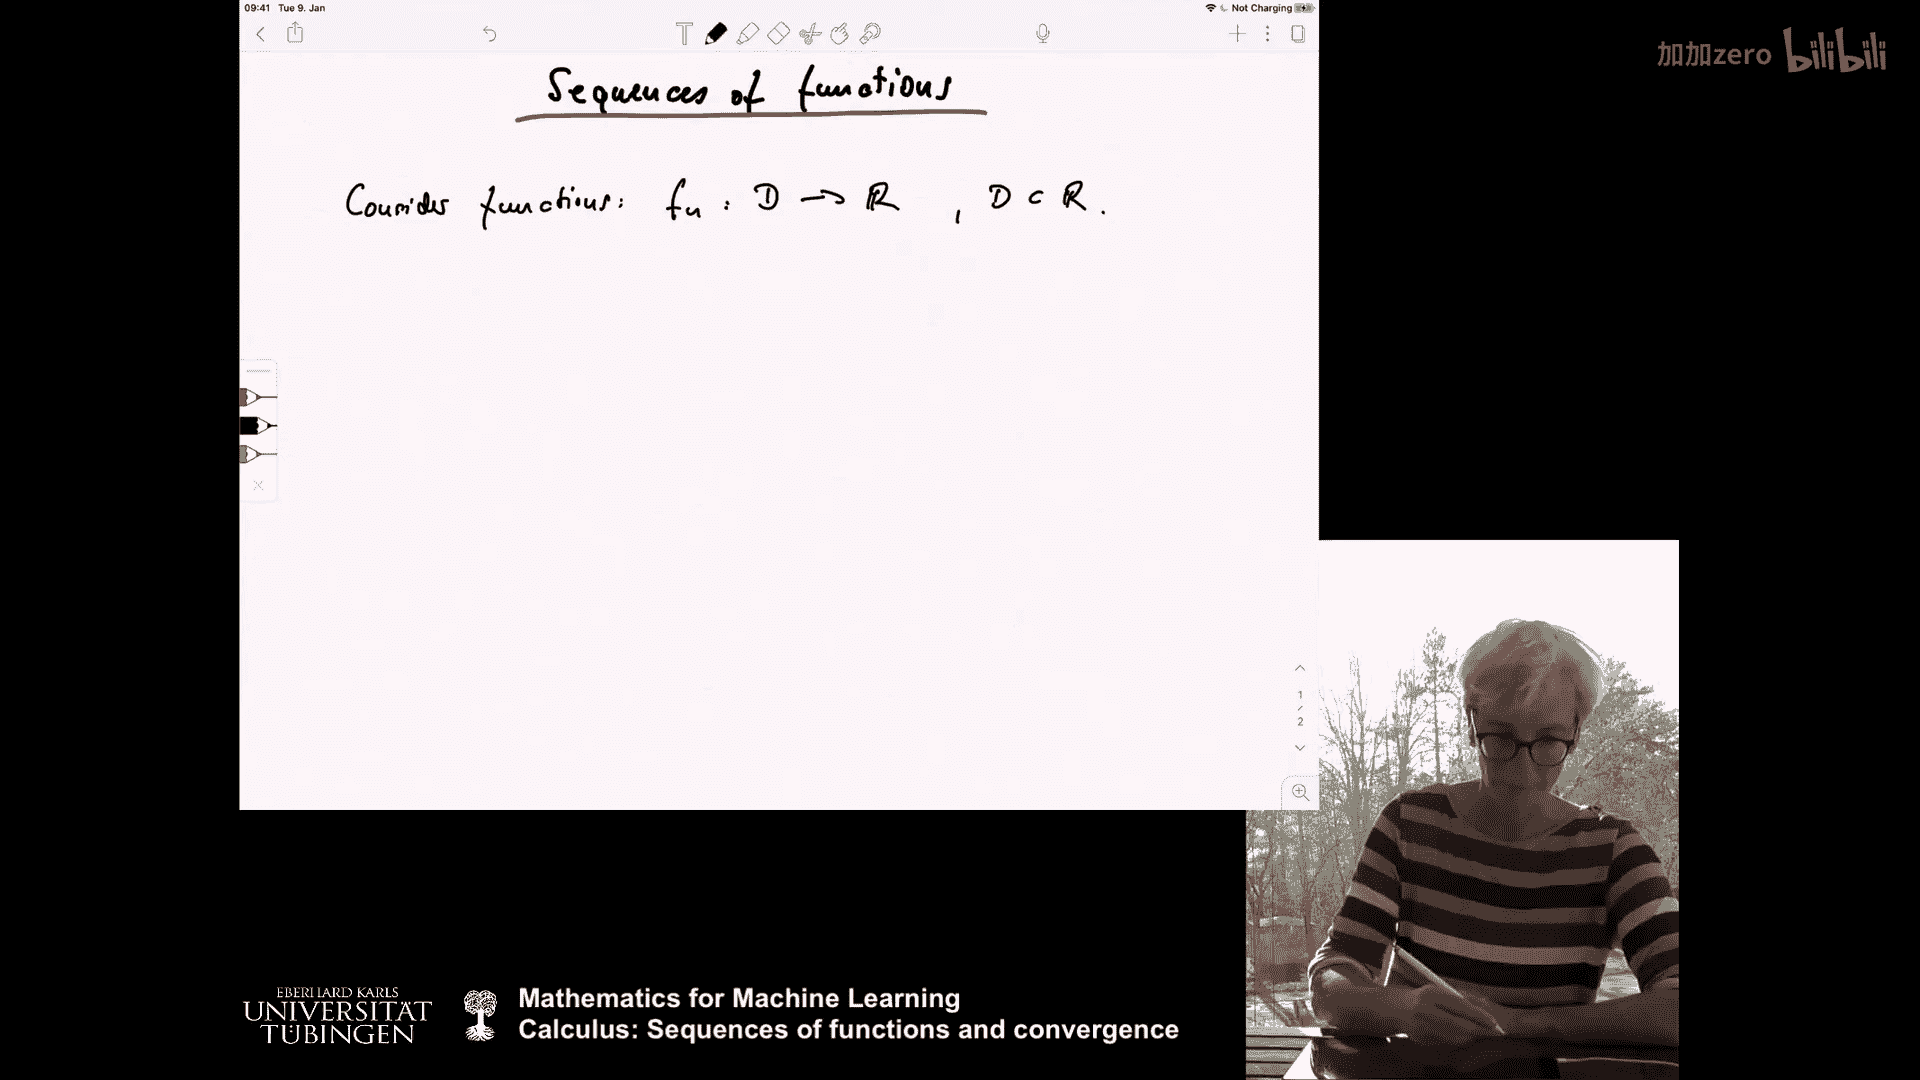 09:41 Tue 9. Jan
Not Charging
加加zero bilibili
T
Sequences of functions
Consider functions: fn : D → ℝ , D ⊂ ℝ .
1
/
2
EBERHARD KARLS
UNIVERSITÄT
TÜBINGEN
Mathematics for Machine Learning
Calculus: Sequences of functions and convergence